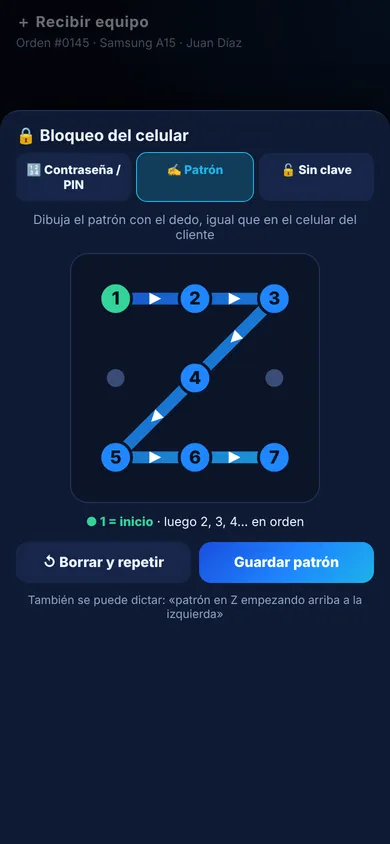 + Recibir equipo
Orden #0145 · Samsung A15 · Juan Díaz
🔒 Bloqueo del celular
🔢 Contraseña /
PIN
✍️ Patrón
🔓 Sin clave
Dibuja el patrón con el dedo, igual que en el celular del
cliente
1 2 3
4
5 6 7
1 = inicio · luego 2, 3, 4... en orden
↺ Borrar y repetir
Guardar patrón
También se puede dictar: «patrón en Z empezando arriba a la
izquierda»